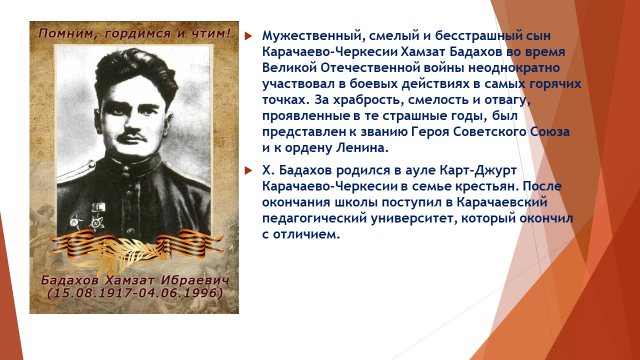 Помним, гордимся и чтим!
Бадахов Хамзат Ибраевич
(15.08.1917-04.06.1996)
Мужественный, смелый и бесстрашный сын
Карачаево-Черкесии Хамзат Бадахов во время
Великой Отечественной войны неоднократно
участвовал в боевых действиях в самых горячих
точках. За храбрость, смелость и отвагу,
проявленные в те страшные годы, был
представлен к званию Героя Советского Союза
и к ордену Ленина.
Х. Бадахов родился в ауле Карт-Джурт
Карачаево-Черкесии в семье крестьян. После
окончания школы поступил в Карачаевский
педагогический университет, который окончил
с отличием.